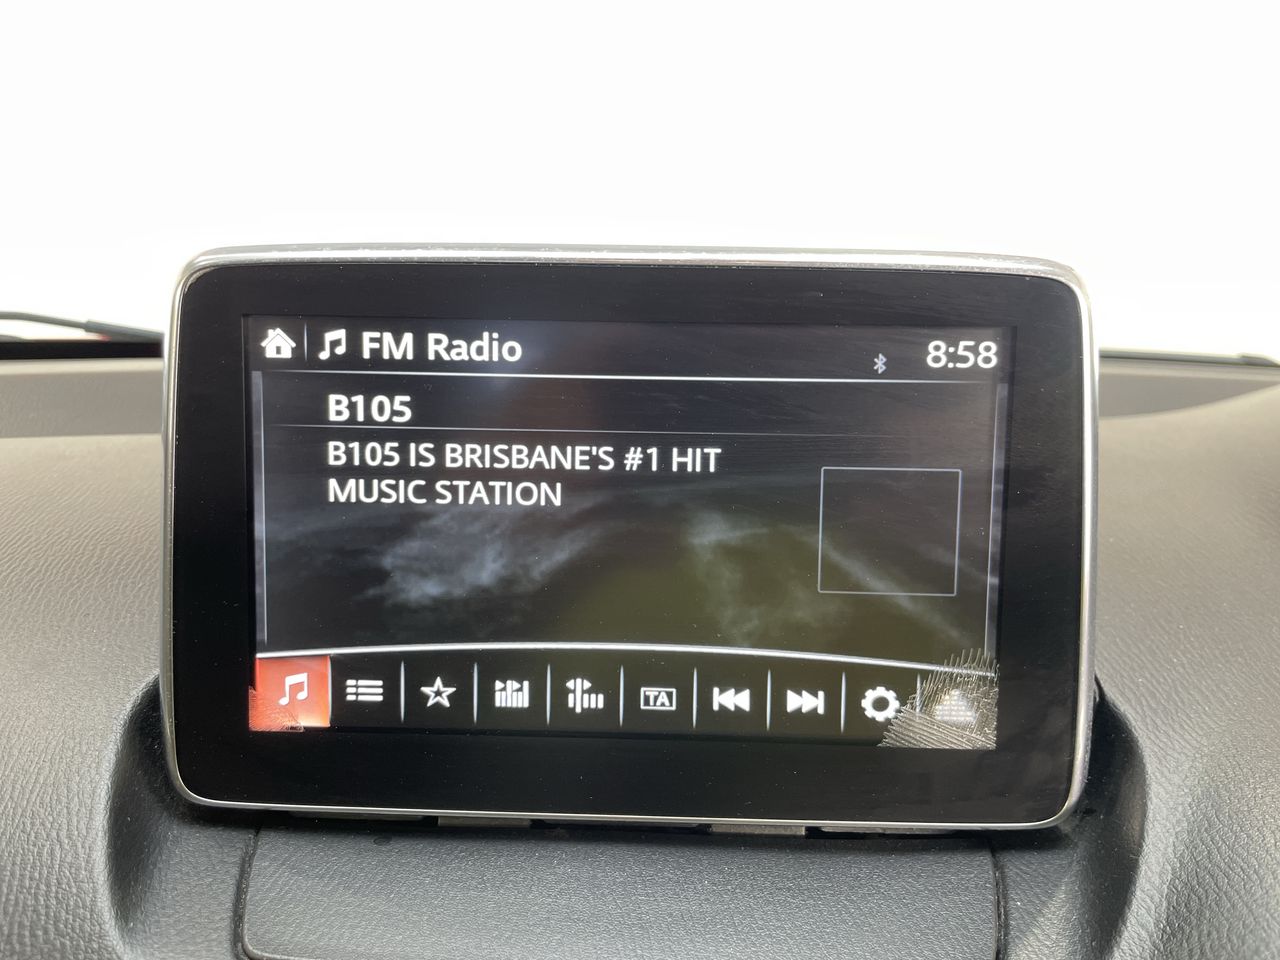 FM Radio
8:58
B105
B105 IS BRISBANE'S #1 HIT
MUSIC STATION
TA